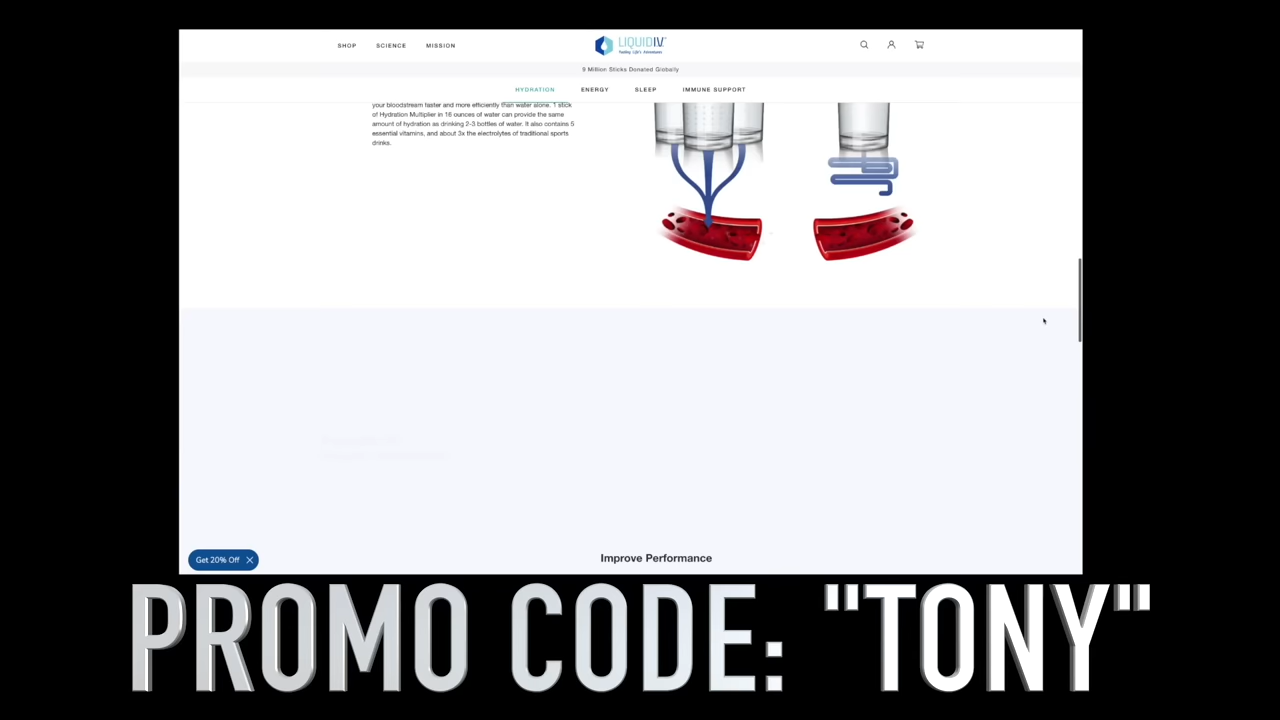 SHOP SCIENCE MISSION
LIQUID I.V.
9 Million Sticks Donated Globally
HYDRATION ENERGY SLEEP IMMUNE SUPPORT
your bloodstream faster and more efficiently than water alone. 1 stick
of Hydration Multiplier in 16 ounces of water can provide the same
amount of hydration as drinking 2-3 bottles of water. It also contains 5
essential vitamins, and about 3x the electrolytes of traditional sports
drinks.
Improve Performance
Get 20% Off
PROMO CODE: "TONY"